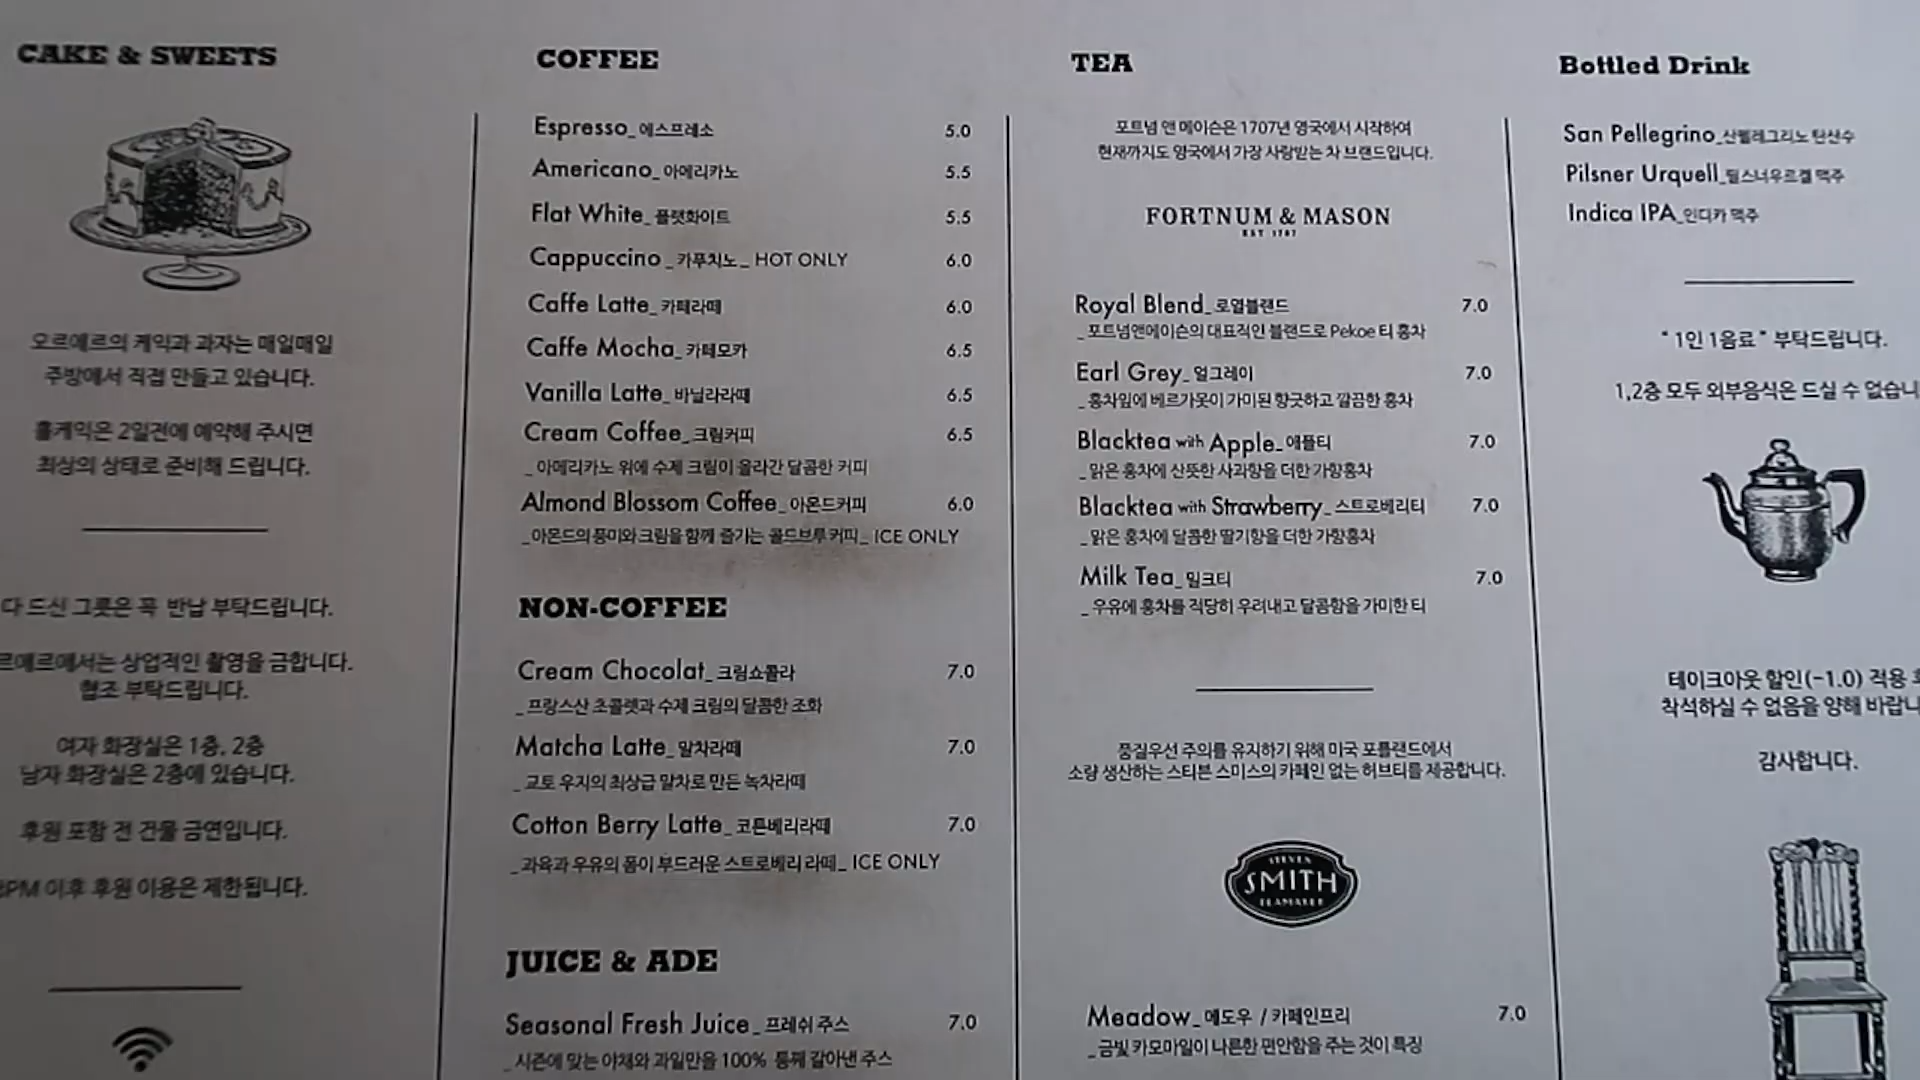 CAKE & SWEETS
오르에르의 케익과 과자는 매일매일
주방에서 직접 만들고 있습니다.
홀케익은 2일전에 예약해 주시면
최상의 상태로 준비해 드립니다.
다 드신 그릇은 꼭 반납 부탁드립니다.
르에르에서는 상업적인 촬영을 금합니다.
협조 부탁드립니다.
여자 화장실은 1층, 2층
남자 화장실은 2층에 있습니다.
후원 포함 전 건물 금연입니다.
PM 이후 후원 이용은 제한됩니다.
COFFEE
Espresso_에스프레소 5.0
Americano_아메리카노 5.5
Flat White_플랫화이트 5.5
Cappuccino_카푸치노_HOT ONLY 6.0
Caffe Latte_카페라떼 6.0
Caffe Mocha_카페모카 6.5
Vanilla Latte_바닐라라떼 6.5
Cream Coffee_크림커피 6.5
_아메리카노 위에 수제 크림이 올라간 달콤한 커피
Almond Blossom Coffee_아몬드커피 6.0
_아몬드의 풍미와 크림을 함께 즐기는 콜드브루 커피_ICE ONLY
NON-COFFEE
Cream Chocolat_크림쇼콜라 7.0
_프랑스산 초콜렛과 수제 크림의 달콤한 조화
Matcha Latte_말차라떼 7.0
_교토 우지의 최상급 말차로 만든 녹차라떼
Cotton Berry Latte_코튼베리라떼 7.0
_과육과 우유의 폼이 부드러운 스트로베리 라떼_ICE ONLY
JUICE & ADE
Seasonal Fresh Juice_프레쉬 주스 7.0
_시즌에 맞는 야채와 과일만을 100% 통째 갈아낸 주스
TEA
포트넘 앤 메이슨은 1707년 영국에서 시작하여
현재까지도 영국에서 가장 사랑받는 차 브랜드입니다.
FORTNUM & MASON
EST 1707
Royal Blend_로열블랜드 7.0
_포트넘앤메이슨의 대표적인 블랜드로 Pekoe 티 홍차
Earl Grey_얼그레이 7.0
_홍차잎에 베르가못이 가미된 향긋하고 깔끔한 홍차
Blacktea with Apple_애플티 7.0
_맑은 홍차에 산뜻한 사과향을 더한 가향홍차
Blacktea with Strawberry_스트로베리티 7.0
_맑은 홍차에 달콤한 딸기향을 더한 가향홍차
Milk Tea_밀크티 7.0
_우유에 홍차를 적당히 우려내고 달콤함을 가미한 티
품질우선 주의를 유지하기 위해 미국 포틀랜드에서
소량 생산하는 스티븐 스미스의 카페인 없는 허브티를 제공합니다.
STEVEN
SMITH
TEAMAKER
Meadow_메도우 / 카페인프리 7.0
_금빛 카모마일이 나른한 편안함을 주는 것이 특징
Bottled Drink
San Pellegrino_산펠레그리노 탄산수
Pilsner Urquell_필스너우르켈 맥주
Indica IPA_인디카 맥주
" 1인 1음료 " 부탁드립니다.
1,2층 모두 외부음식은 드실 수 없습니
테이크아웃 할인(-1.0) 적용
착석하실 수 없음을 양해 바랍니
감사합니다.